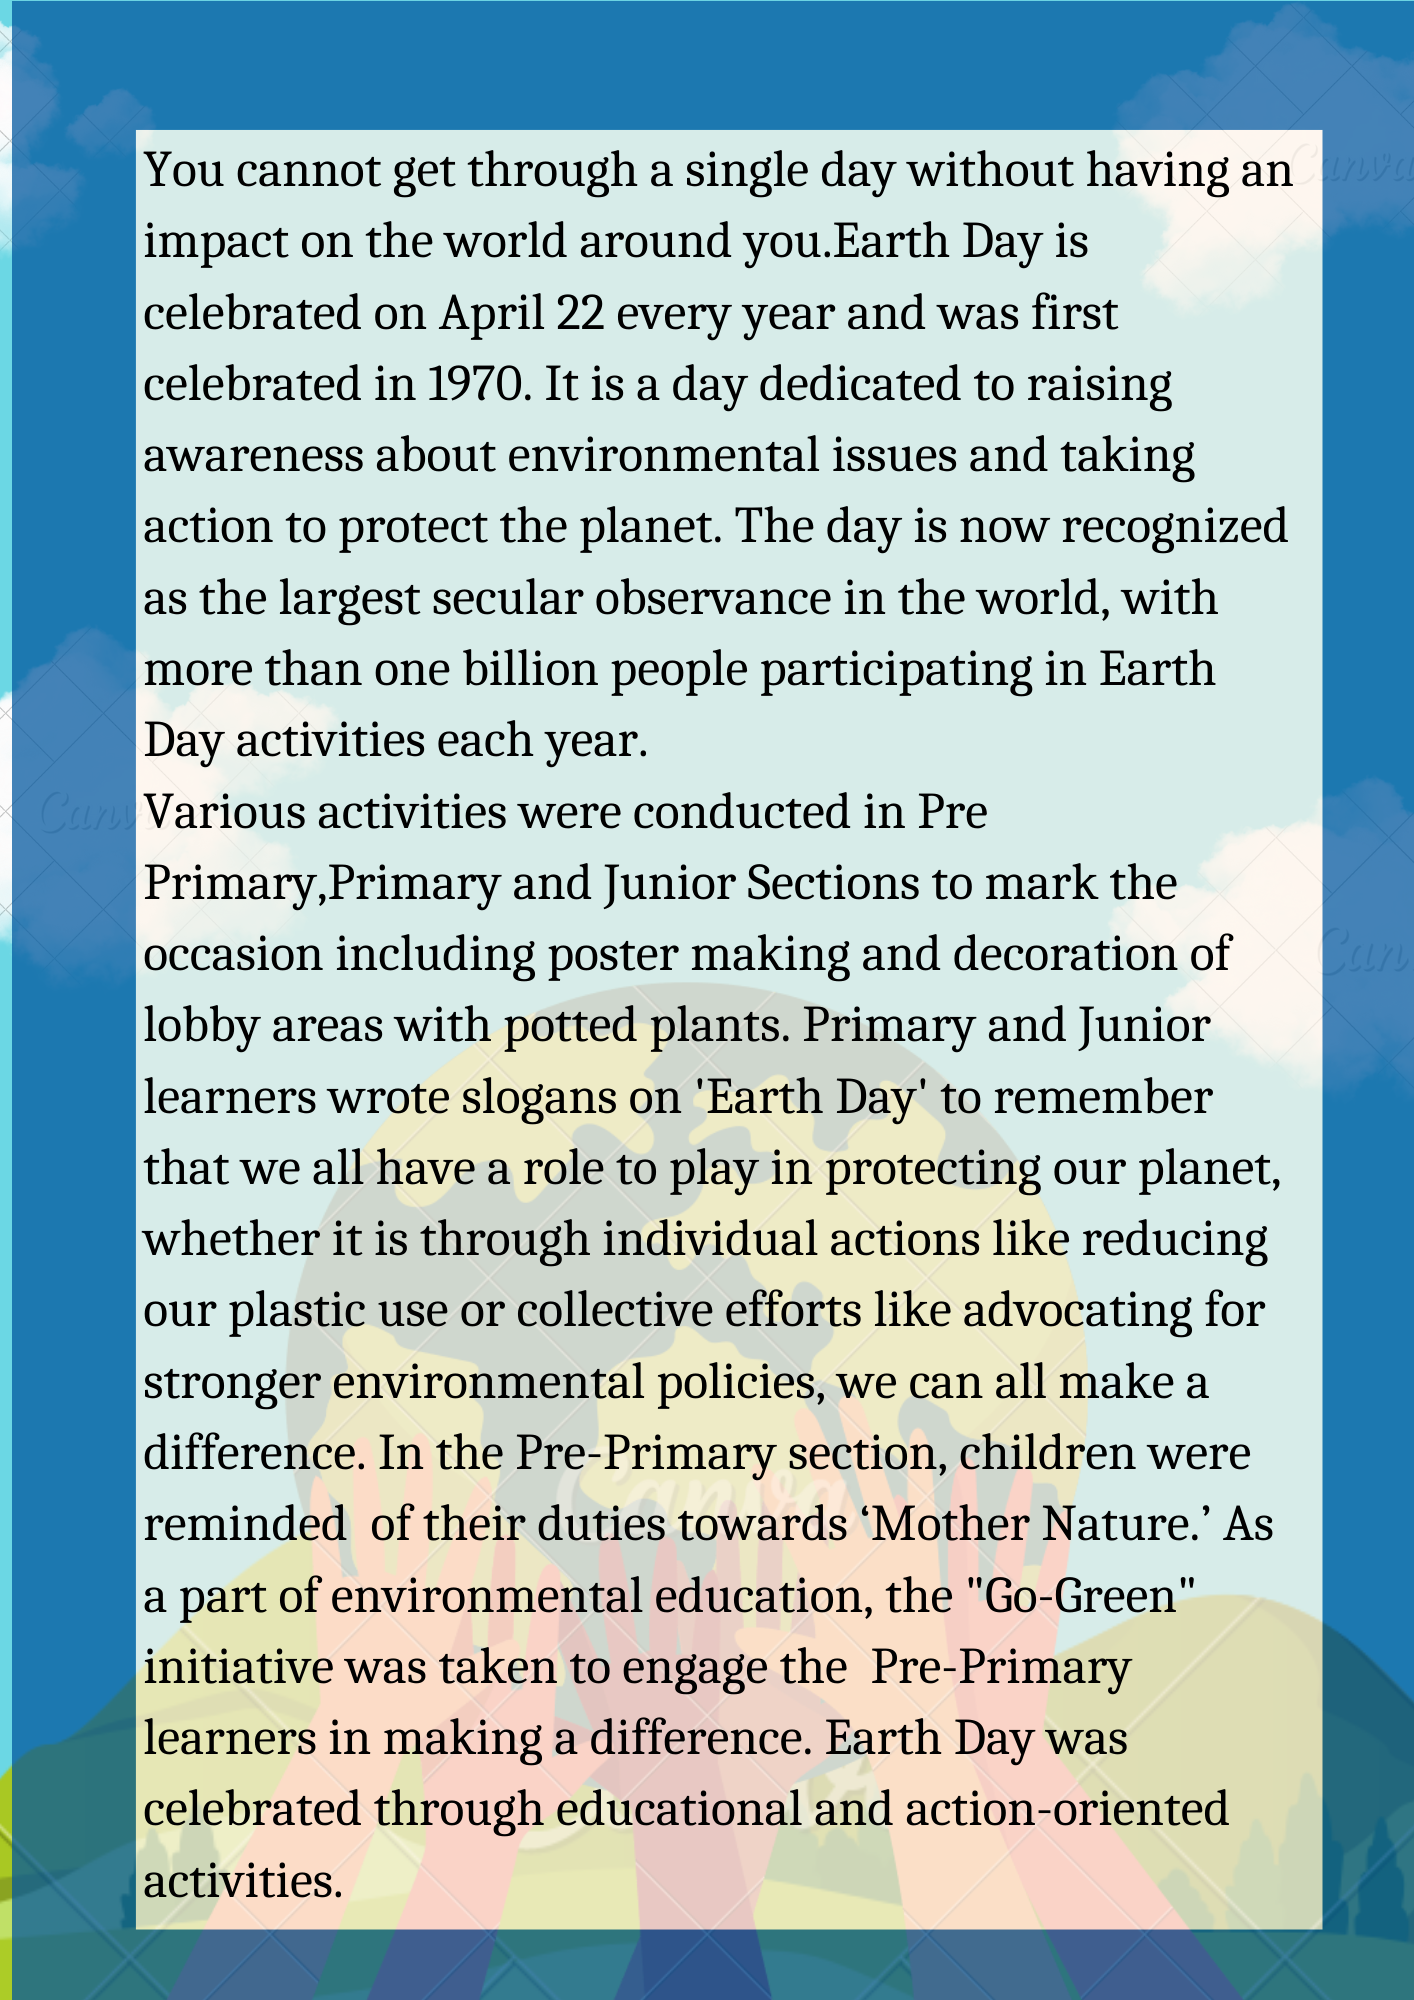 You cannot get through a single day without having an
impact on the world around you.Earth Day is
celebrated on April 22 every year and was first
celebrated in 1970. It is a day dedicated to raising
awareness about environmental issues and taking
action to protect the planet. The day is now recognized
as the largest secular observance in the world, with
more than one billion people participating in Earth
Day activities each year.
Various activities were conducted in Pre
Primary,Primary and Junior Sections to mark the
occasion including poster making and decoration of
lobby areas with potted plants. Primary and Junior
learners wrote slogans on 'Earth Day' to remember
that we all have a role to play in protecting our planet,
whether it is through individual actions like reducing
our plastic use or collective efforts like advocating for
stronger environmental policies, we can all make a
difference. In the Pre-Primary section, children were
reminded  of their duties towards ‘Mother Nature.’ As
a part of environmental education, the "Go-Green"
initiative was taken to engage the  Pre-Primary
learners in making a difference. Earth Day was
celebrated through educational and action-oriented
activities.
Canva
Canva
Can
Canva